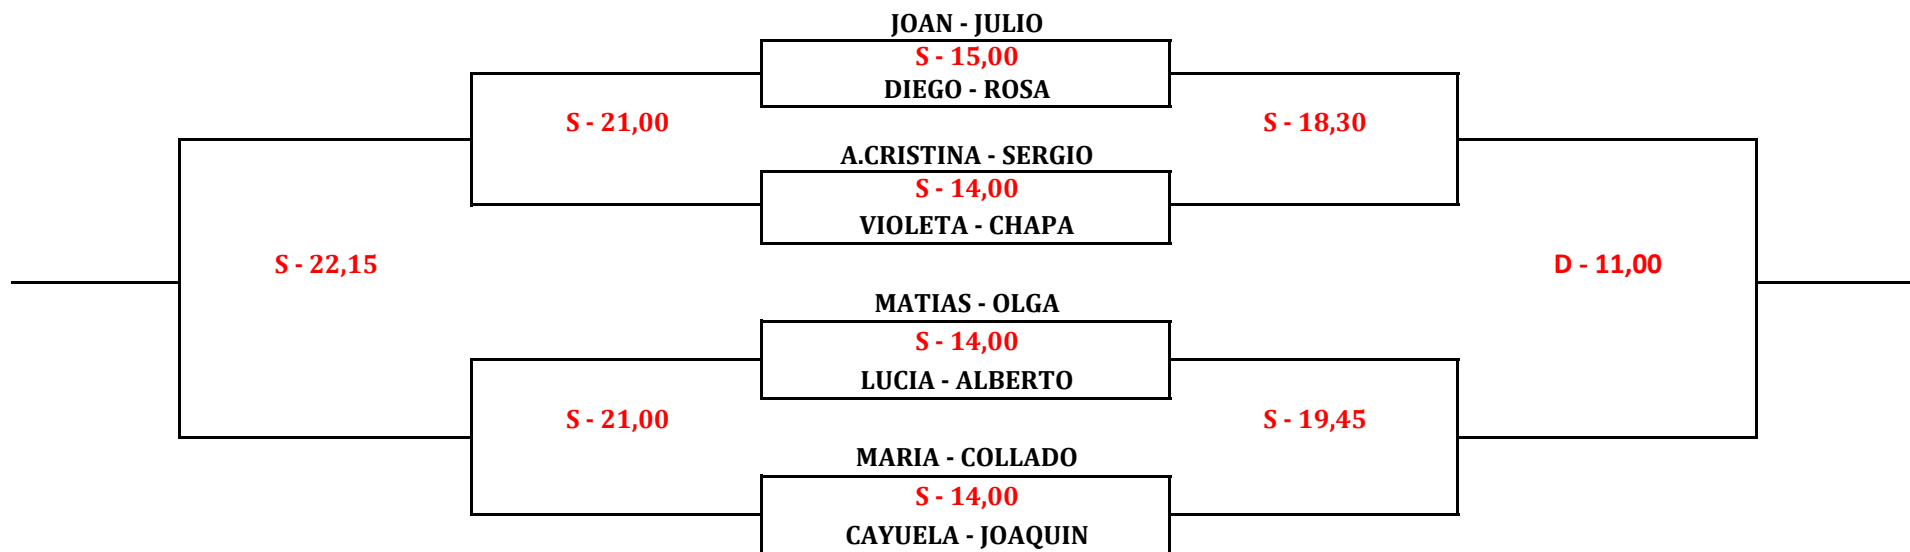 JOAN - JULIO
S - 15,00
DIEGO - ROSA
S - 21,00
S - 18,30
A.CRISTINA - SERGIO
S - 14,00
VIOLETA - CHAPA
S - 22,15
D - 11,00
MATIAS - OLGA
S - 14,00
LUCIA - ALBERTO
S - 21,00
S - 19,45
MARIA - COLLADO
S - 14,00
CAYUELA - JOAQUIN